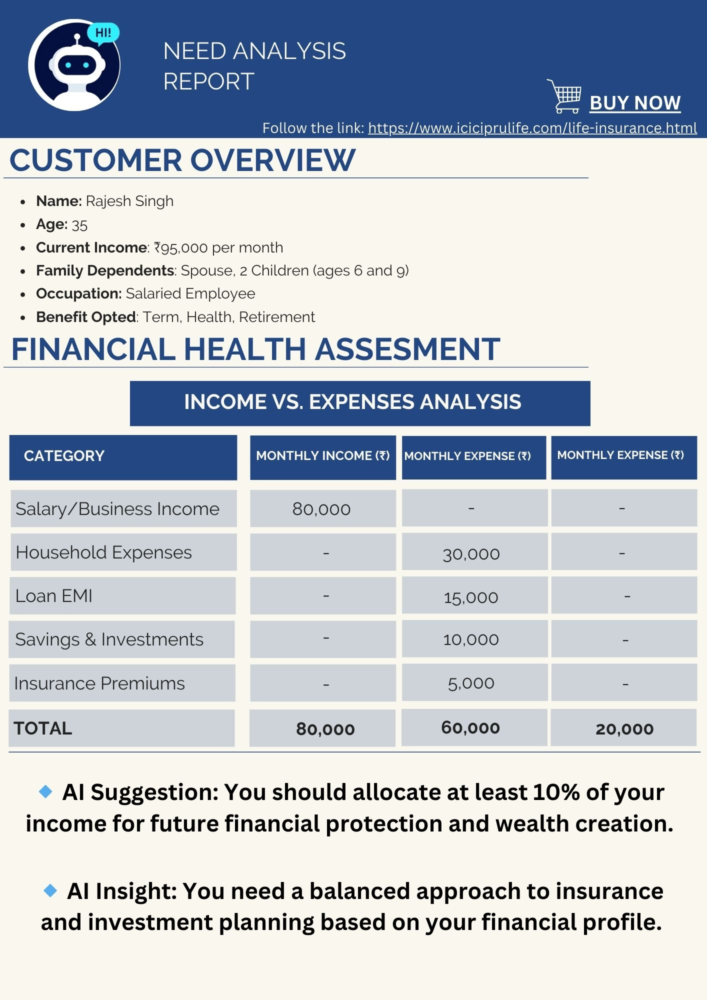 HI!
NEED ANALYSIS
REPORT
BUY NOW
Follow the link: https://www.iciciprulife.com/life-insurance.html
CUSTOMER OVERVIEW
• Name: Rajesh Singh
• Age: 35
• Current Income: ₹95,000 per month
• Family Dependents: Spouse, 2 Children (ages 6 and 9)
• Occupation: Salaried Employee
• Benefit Opted: Term, Health, Retirement
FINANCIAL HEALTH ASSESMENT
INCOME VS. EXPENSES ANALYSIS
CATEGORY MONTHLY INCOME (₹) MONTHLY EXPENSE (₹) MONTHLY EXPENSE (₹)
Salary/Business Income 80,000 - -
Household Expenses - 30,000 -
Loan EMI - 15,000 -
Savings & Investments - 10,000 -
Insurance Premiums - 5,000 -
TOTAL 80,000 60,000 20,000
🔹 AI Suggestion: You should allocate at least 10% of your
income for future financial protection and wealth creation.
🔹 AI Insight: You need a balanced approach to insurance
and investment planning based on your financial profile.